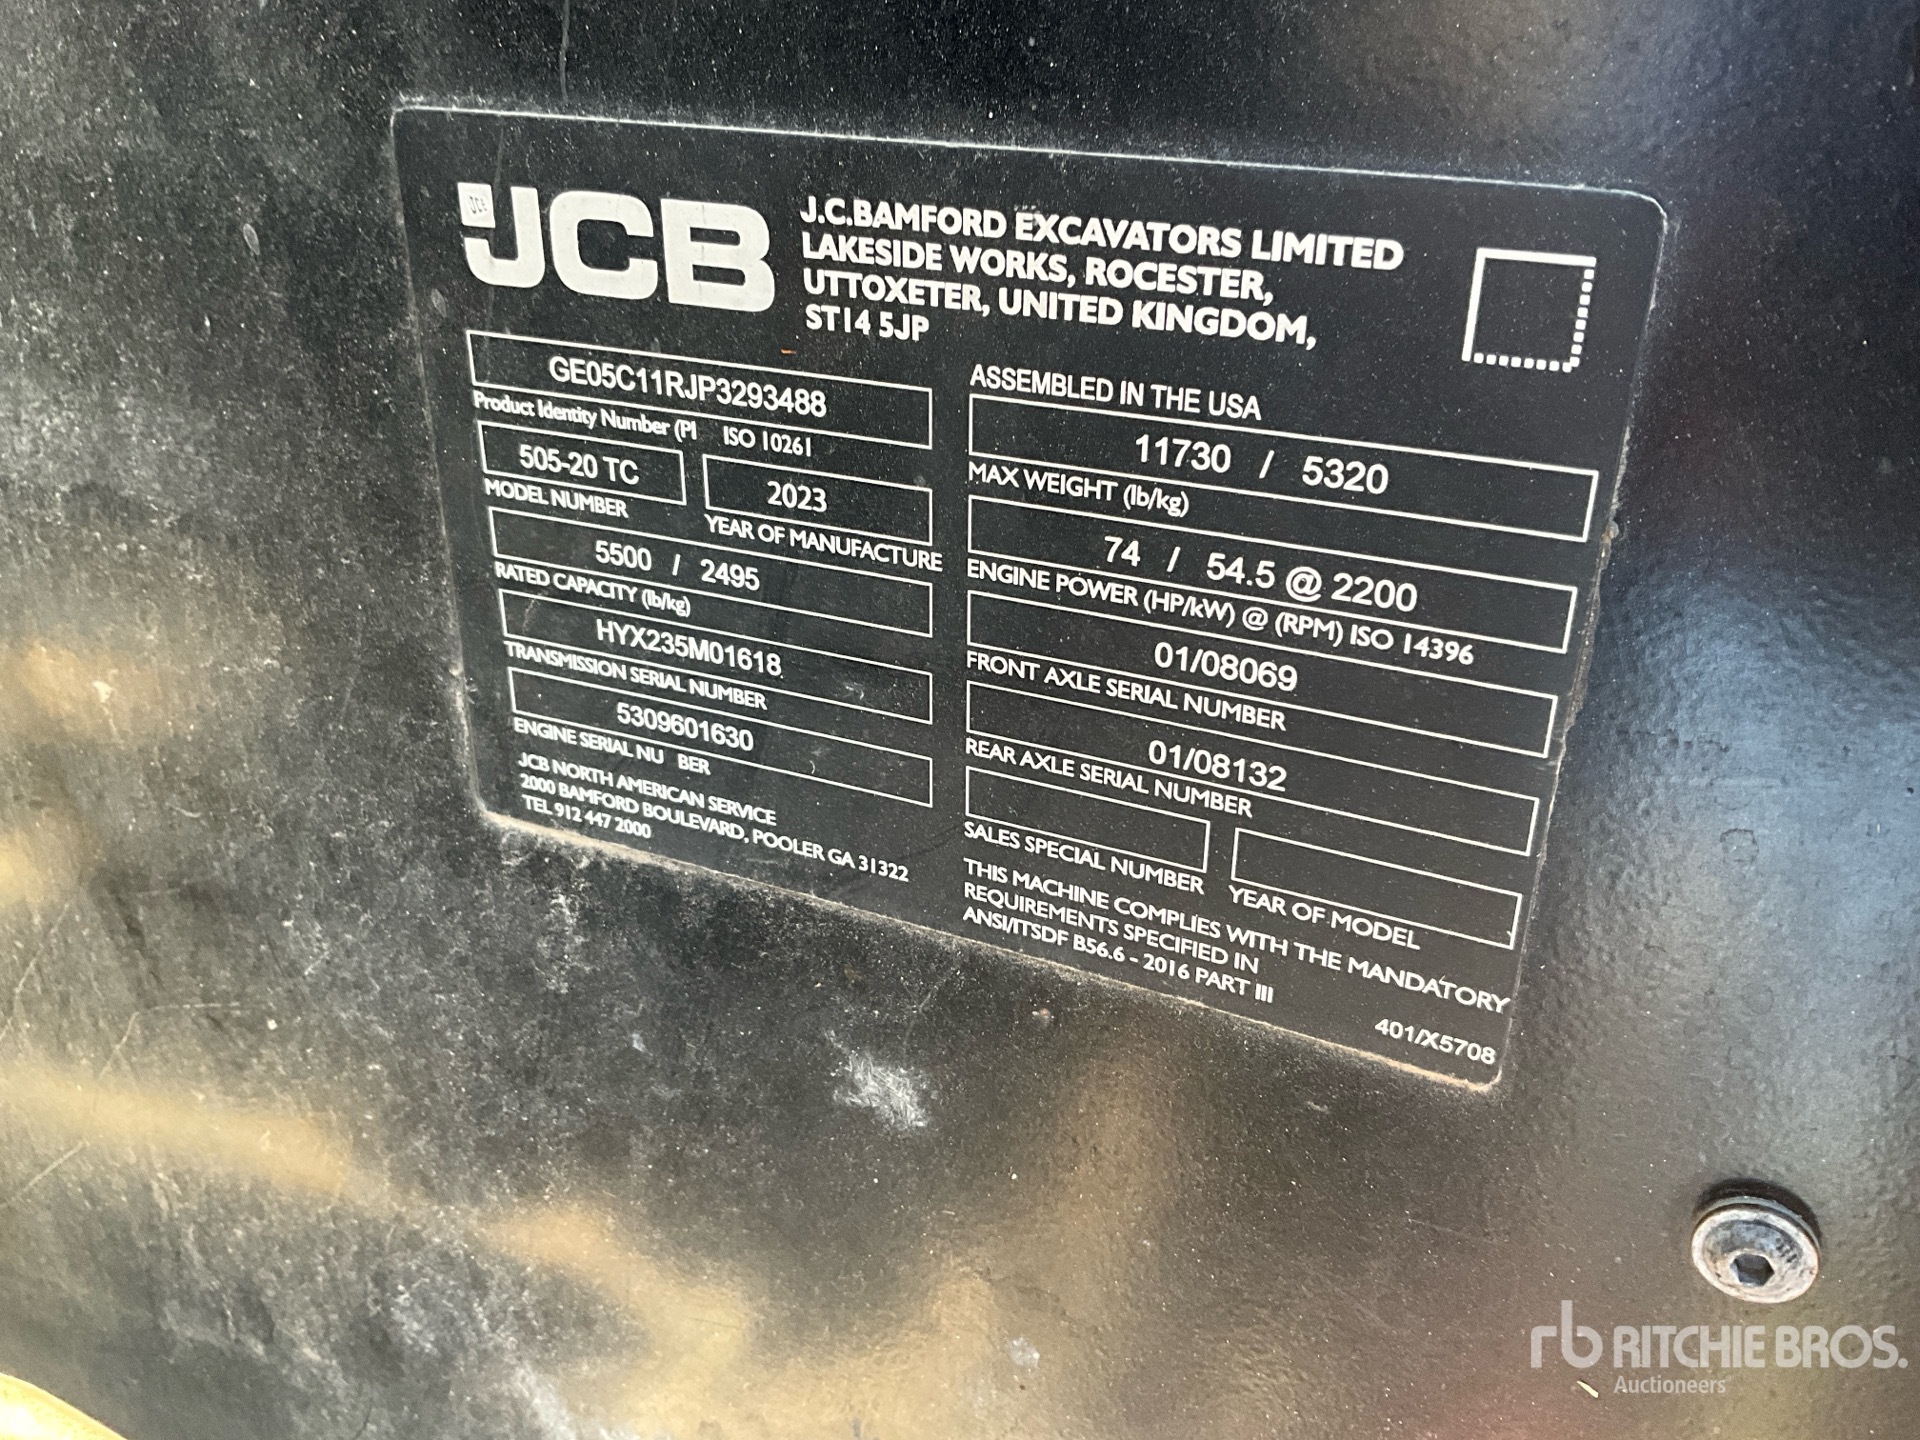 JCB
J.C.BAMFORD EXCAVATORS LIMITED
LAKESIDE WORKS, ROCESTER,
UTTOXETER, UNITED KINGDOM,
ST14 5JP
GE05C11RJP3293488
Product Identity Number (PI ISO 10261
505-20 TC
MODEL NUMBER
2023
YEAR OF MANUFACTURE
5500 / 2495
RATED CAPACITY (lb/kg)
HYX235M01618
TRANSMISSION SERIAL NUMBER
5309601630
ENGINE SERIAL NU BER
JCB NORTH AMERICAN SERVICE
2000 BAMFORD BOULEVARD, POOLER GA 31322
TEL 912 447 2000
ASSEMBLED IN THE USA
11730 / 5320
MAX WEIGHT (lb/kg)
74 / 54.5 @ 2200
ENGINE POWER (HP/kW) @ (RPM) ISO 14396
01/08069
FRONT AXLE SERIAL NUMBER
01/08132
REAR AXLE SERIAL NUMBER
SALES SPECIAL NUMBER
YEAR OF MODEL
THIS MACHINE COMPLIES WITH THE MANDATORY
REQUIREMENTS SPECIFIED IN
ANSI/ITSDF B56.6 - 2016 PART III
401/X5708
rb RITCHIE BROS.
Auctioneers